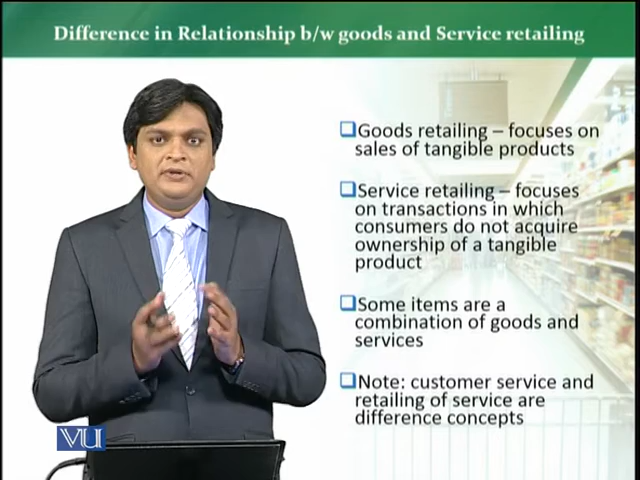 Difference in Relationship b/w goods and Service retailing
❑Goods retailing – focuses on
sales of tangible products
❑Service retailing – focuses
on transactions in which
consumers do not acquire
ownership of a tangible
product
❑Some items are a
combination of goods and
services
❑Note: customer service and
retailing of service are
difference concepts
VU